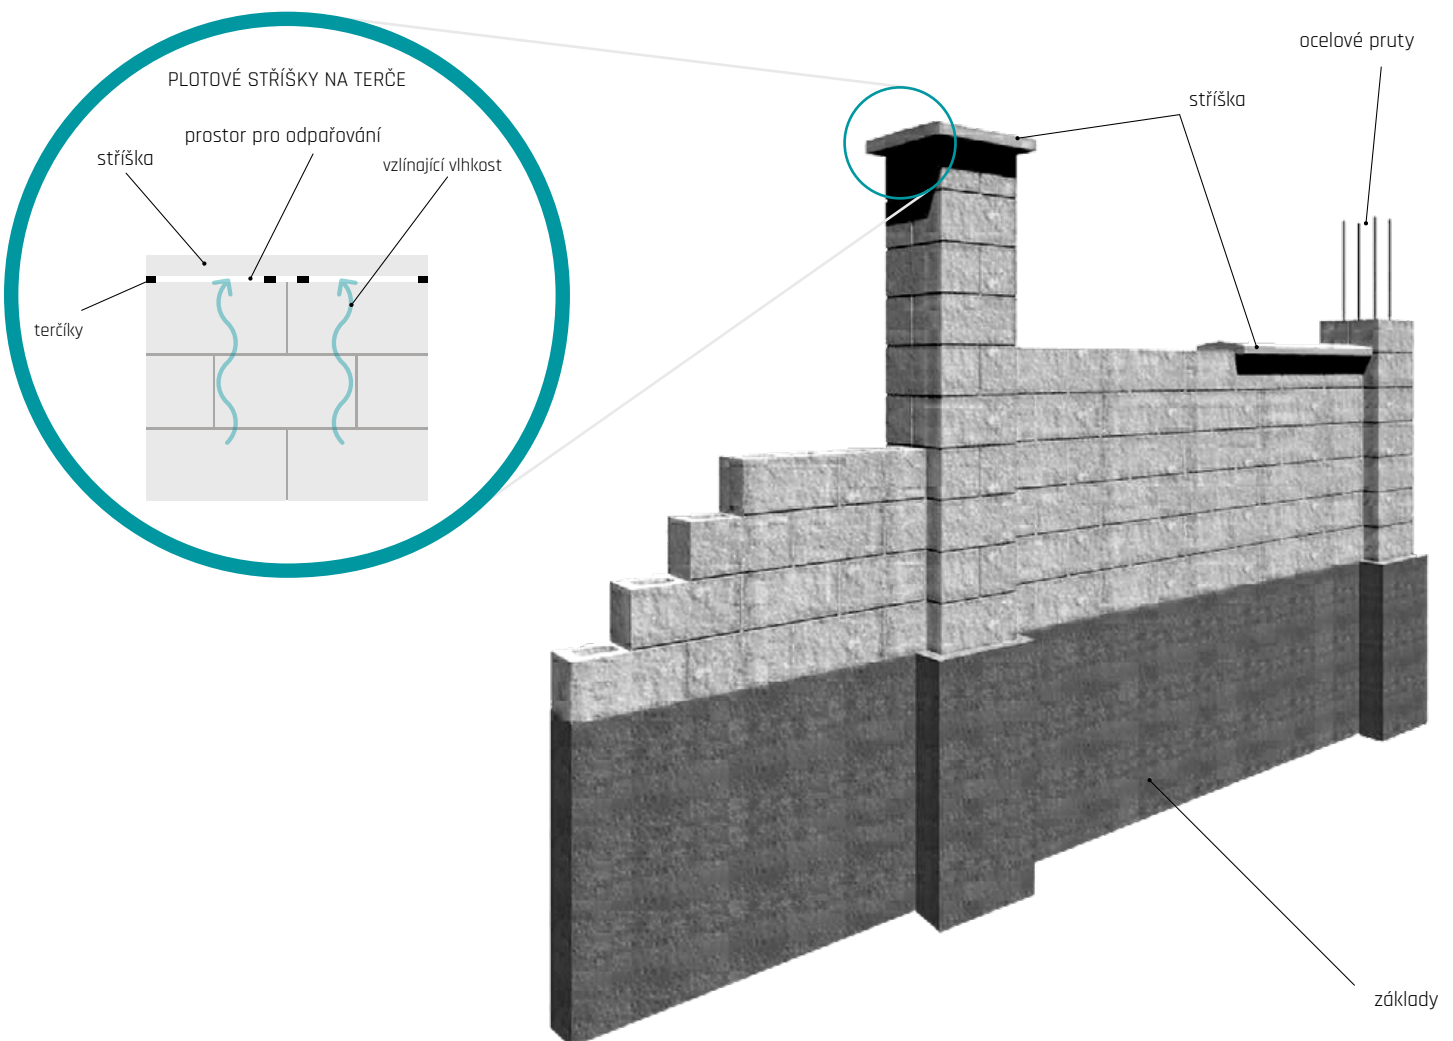 PLOTOVÉ STŘÍŠKY NA TERČE
prostor pro odpařování
stříška
vzlínající vlhkost
terčíky
ocelové pruty
stříška
základy